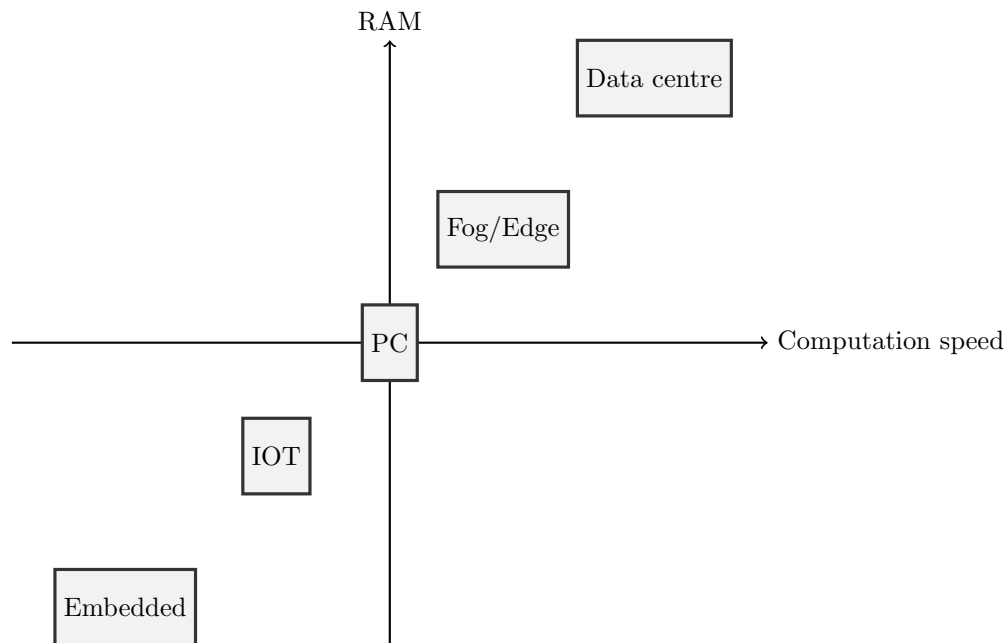 RAM
Data centre
Fog/Edge
PC
Computation speed
IOT
Embedded